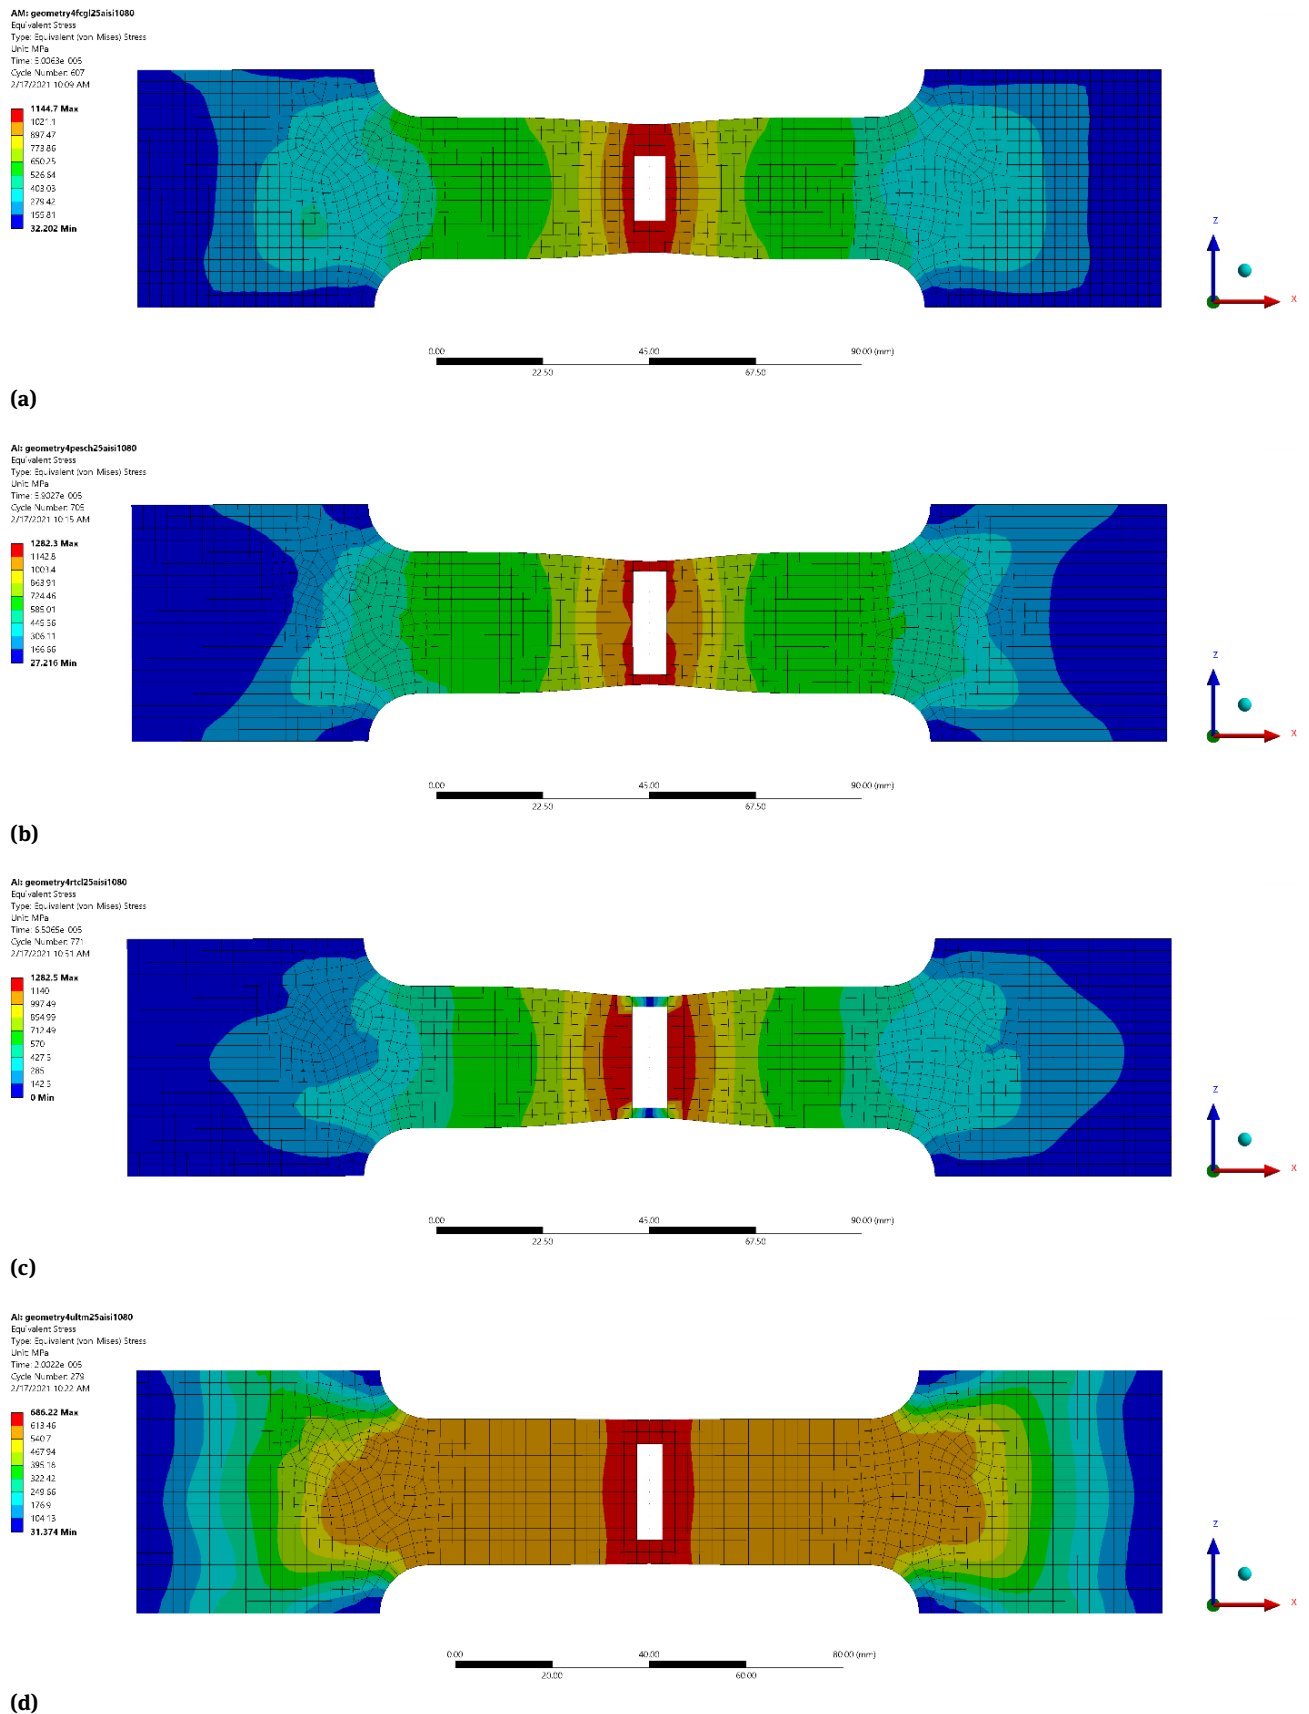 AM: geometry4fcgl25aisi1080
Equivalent Stress
Type: Equivalent (von-Mises) Stress
Unit: MPa
Time: 5.0063e-005
Cycle Number: 607
2/17/2021 10:09 AM
1144.7 Max
1021.1
897.47
773.86
650.25
526.64
403.03
279.42
155.81
32.202 Min
Z
X
0.00
45.00
90.00 (mm)
22.50
67.50
(a)
AI: geometry4pesch25aisi1080
Equivalent Stress
Type: Equivalent (von-Mises) Stress
Unit: MPa
Time: 5.9027e-005
Cycle Number: 705
2/17/2021 10:15 AM
1282.3 Max
1142.8
1003.4
863.91
724.46
585.01
445.56
306.11
166.66
27.216 Min
Z
X
0.00
45.00
90.00 (mm)
22.50
67.50
(b)
AI: geometry4rtcl25aisi1080
Equivalent Stress
Type: Equivalent (von-Mises) Stress
Unit: MPa
Time: 6.5065e-005
Cycle Number: 771
2/17/2021 10:51 AM
1282.5 Max
1140
997.49
854.99
712.49
570
427.5
285
142.5
0 Min
Z
X
0.00
45.00
90.00 (mm)
22.50
67.50
(c)
AI: geometry4ultm25aisi1080
Equivalent Stress
Type: Equivalent (von-Mises) Stress
Unit: MPa
Time: 2.0022e-005
Cycle Number: 279
2/17/2021 10:22 AM
686.22 Max
613.46
540.7
467.94
395.18
322.42
249.66
176.9
104.13
31.374 Min
Z
X
0.00
40.00
80.00 (mm)
20.00
60.00
(d)